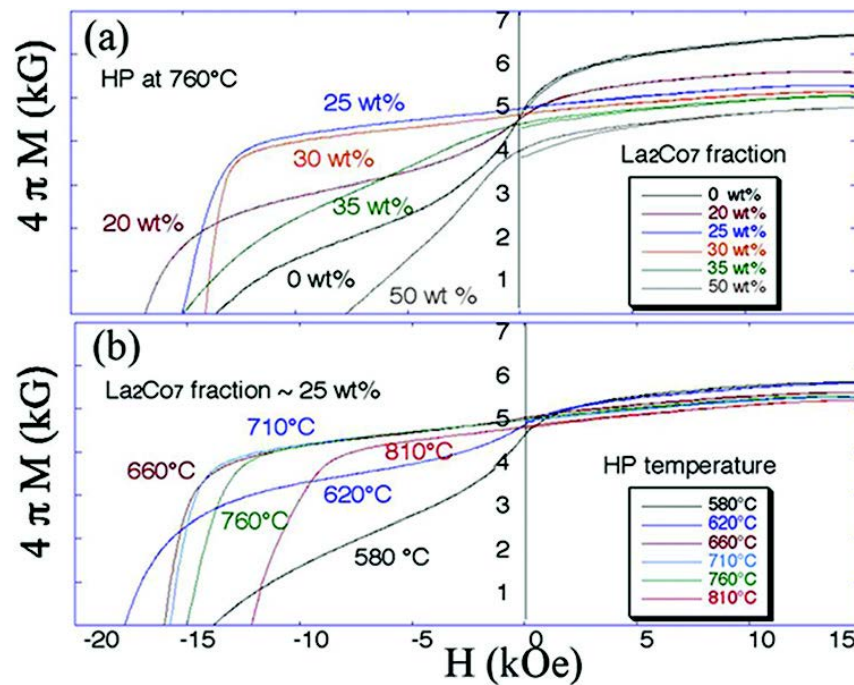 (a)
HP at 760°C
25 wt%
30 wt%
20 wt%
35 wt%
0 wt%
50 wt %
7
6
5
4
3
2
1
La2Co7 fraction
0 wt%
20 wt%
25 wt%
30 wt%
35 wt%
50 wt%
4 π M (kG)
(b)
La2Co7 fraction ~ 25 wt%
710°C
660°C
810°C
620°C
760°C
580 °C
7
6
5
4
3
2
1
HP temperature
580°C
620°C
660°C
710°C
760°C
810°C
4 π M (kG)
-20 -15 -10 -5 0 5 10 15
H (kOe)